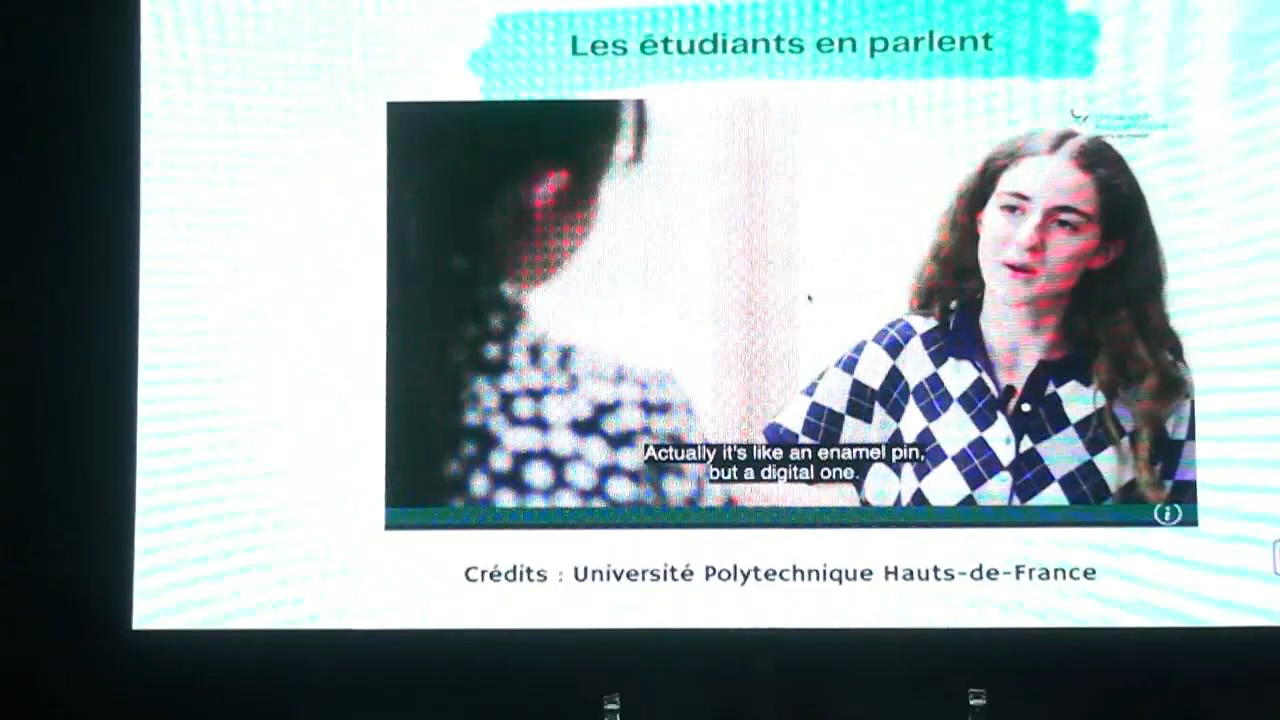 Les étudiants en parlent
Actually it's like an enamel pin,
but a digital one.
Crédits : Université Polytechnique Hauts-de-France